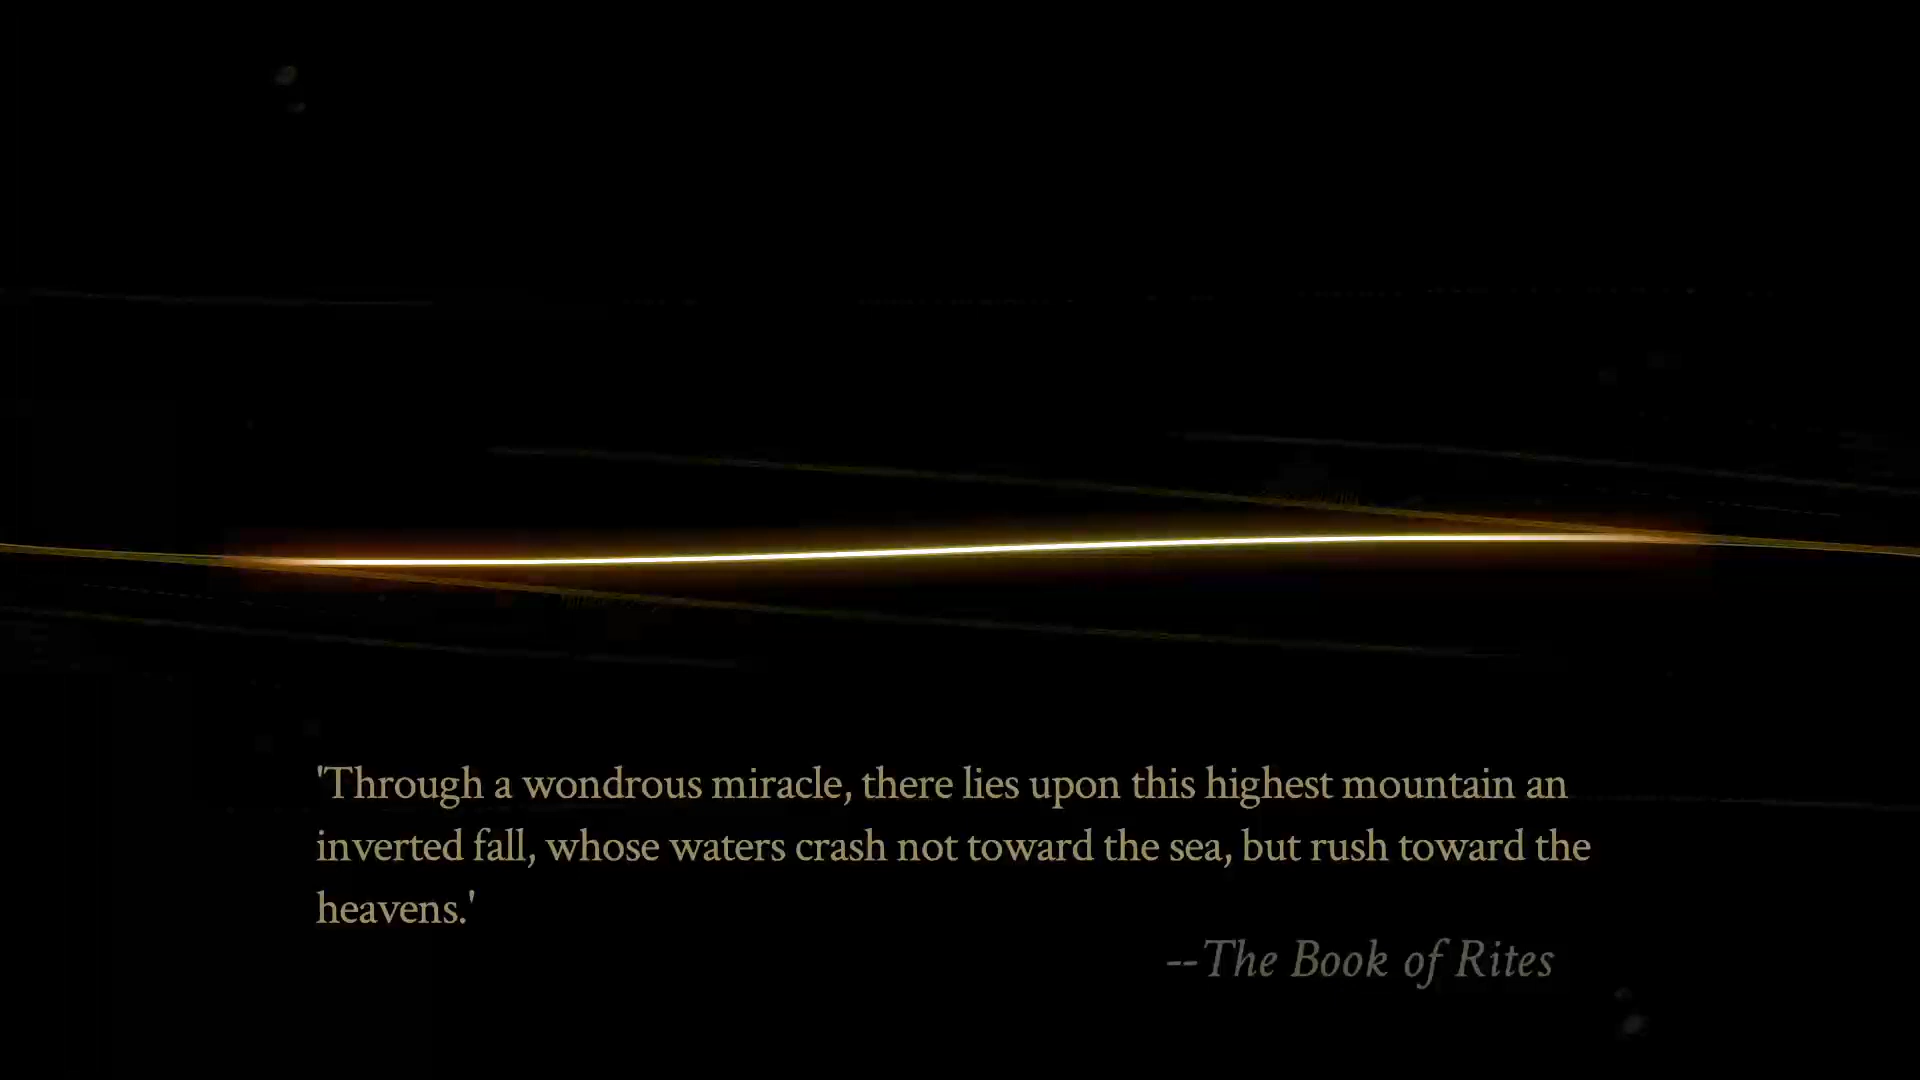 'Through a wondrous miracle, there lies upon this highest mountain an
inverted fall, whose waters crash not toward the sea, but rush toward the
heavens.'
--The Book of Rites